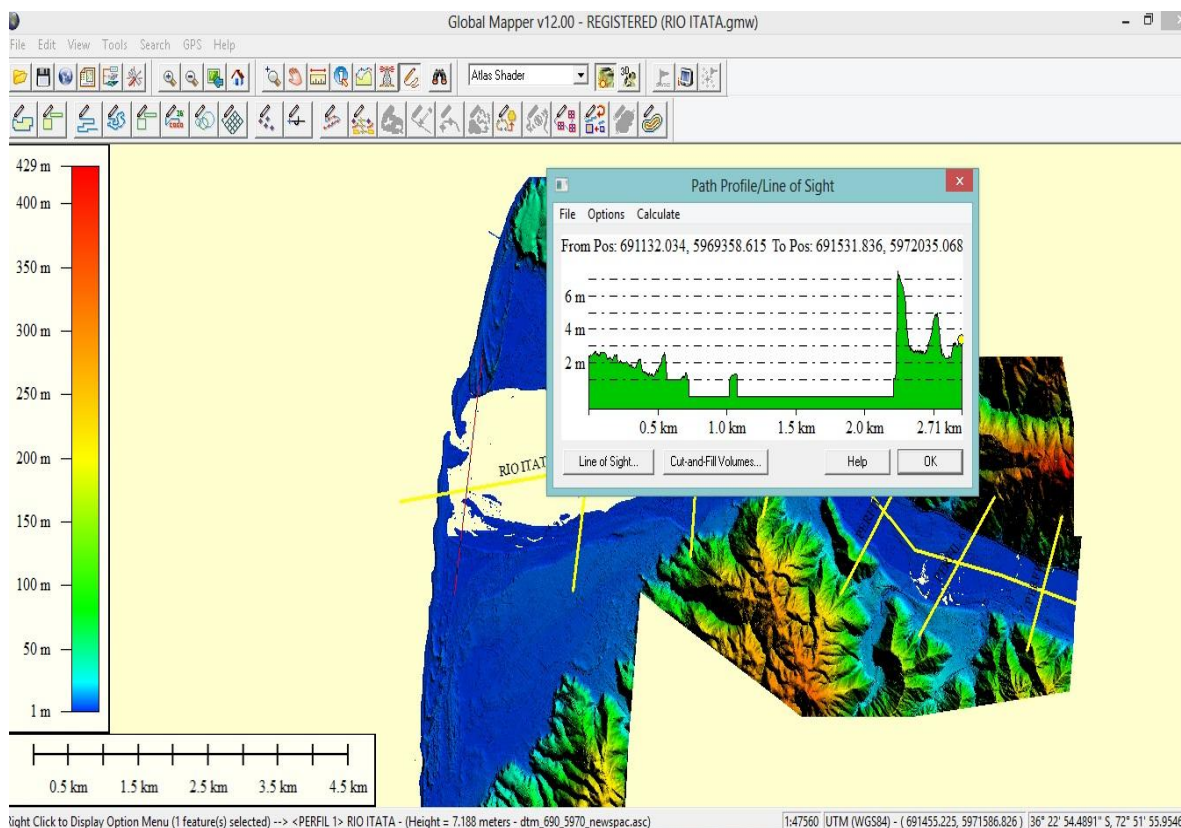 Global Mapper v12.00 - REGISTERED (RIO ITATA.gmw)
File Edit View Tools Search GPS Help
Atlas Shader
3D
429 m
400 m
350 m
300 m
250 m
200 m
150 m
100 m
50 m
1 m
Path Profile/Line of Sight
File Options Calculate
From Pos: 691132.034, 5969358.615 To Pos: 691531.836, 5972035.068
6 m
4 m
2 m
0.5 km 1.0 km 1.5 km 2.0 km 2.71 km
Line of Sight... Cut-and-Fill Volumes... Help OK
RIO ITAT
0.5 km 1.5 km 2.5 km 3.5 km 4.5 km
Right Click to Display Option Menu (1 feature(s) selected) --> <PERFIL 1> RIO ITATA - (Height = 7.188 meters - dtm_690_5970_newspac.asc) 1:47560 UTM (WGS84) - ( 691455.225, 5971586.826 ) 36° 22' 54.4891" S, 72° 51' 55.9546